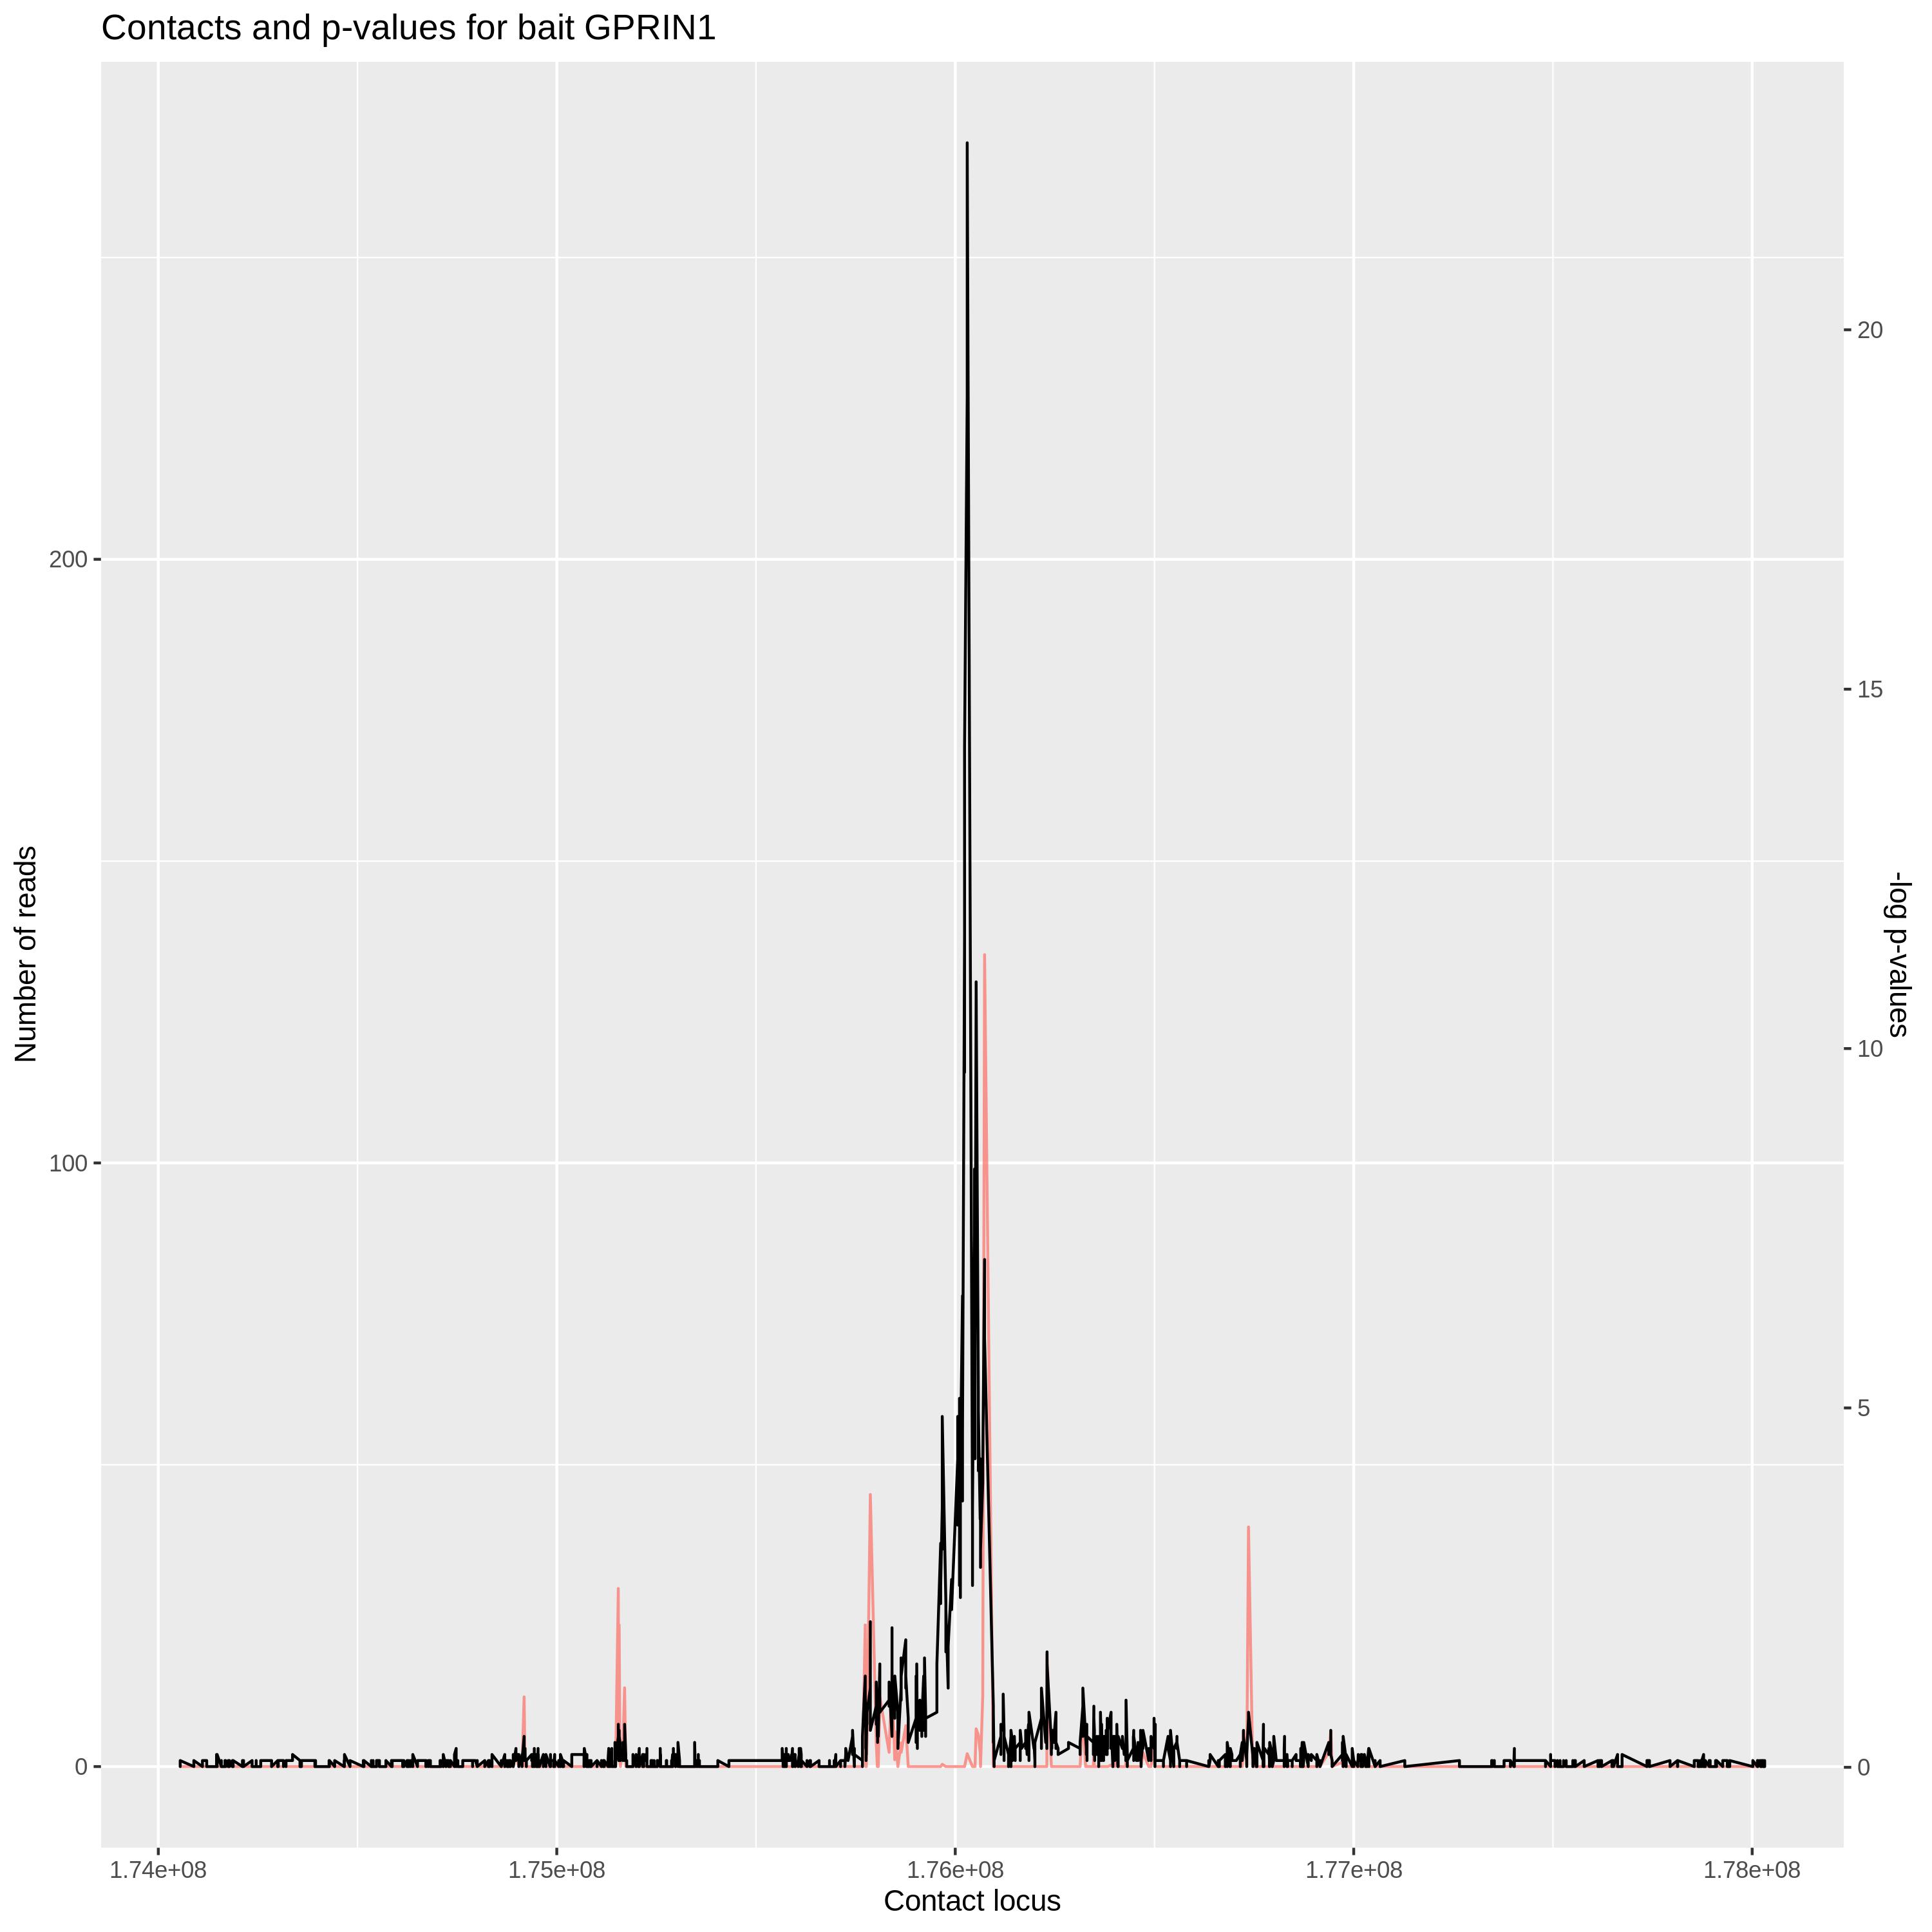 Contacts and p-values for bait GPRIN1
Number of reads
200
100
0
20
15
10
5
0
-log p-values
1.74e+08 1.75e+08 1.76e+08 1.77e+08 1.78e+08
Contact locus